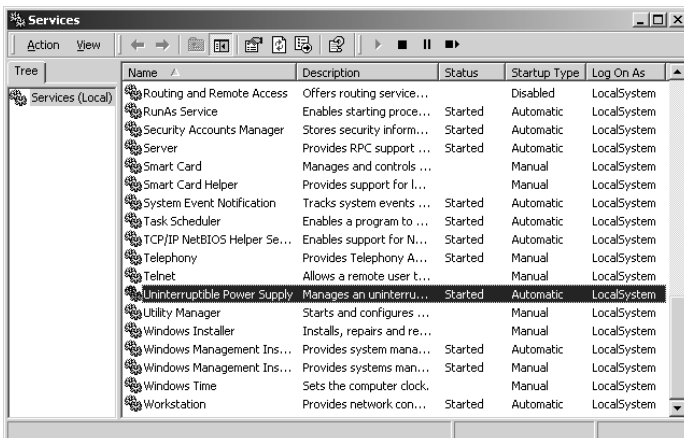 Services
Action View
Tree
Services (Local)
Name Description Status Startup Type Log On As
Routing and Remote Access Offers routing service... Disabled LocalSystem
RunAs Service Enables starting proce... Started Automatic LocalSystem
Security Accounts Manager Stores security inform... Started Automatic LocalSystem
Server Provides RPC support ... Started Automatic LocalSystem
Smart Card Manages and controls ... Manual LocalSystem
Smart Card Helper Provides support for l... Manual LocalSystem
System Event Notification Tracks system events ... Started Automatic LocalSystem
Task Scheduler Enables a program to ... Started Automatic LocalSystem
TCP/IP NetBIOS Helper Se... Enables support for N... Started Automatic LocalSystem
Telephony Provides Telephony A... Started Manual LocalSystem
Telnet Allows a remote user t... Manual LocalSystem
Uninterruptible Power Supply Manages an uninterru... Started Automatic LocalSystem
Utility Manager Starts and configures ... Manual LocalSystem
Windows Installer Installs, repairs and re... Manual LocalSystem
Windows Management Ins... Provides system mana... Started Automatic LocalSystem
Windows Management Ins... Provides systems man... Started Manual LocalSystem
Windows Time Sets the computer clock. Manual LocalSystem
Workstation Provides network con... Started Automatic LocalSystem